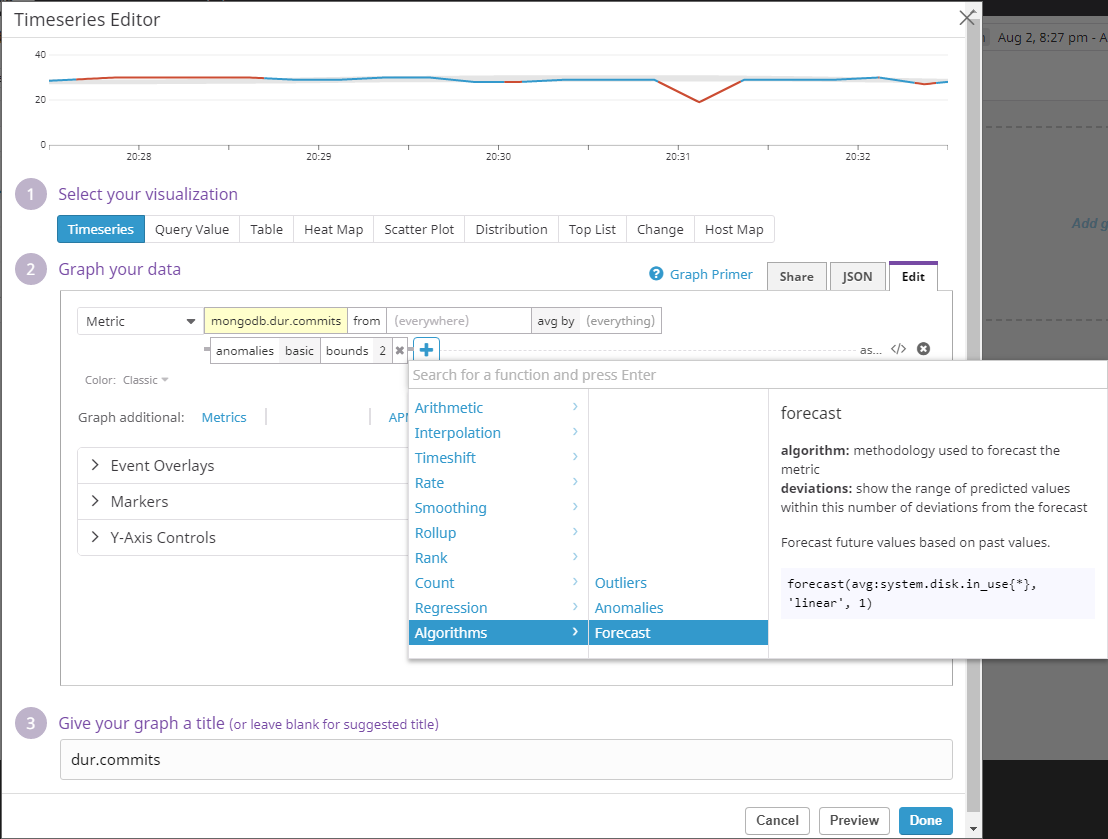 Timeseries Editor
Aug 2, 8:27 pm - A
40
20
0
20:28 20:29 20:30 20:31 20:32
1 Select your visualization
Timeseries Query Value Table Heat Map Scatter Plot Distribution Top List Change Host Map
Add g
2 Graph your data
? Graph Primer Share JSON Edit
Metric mongodb.dur.commits from (everywhere) avg by (everything)
anomalies basic bounds 2 as... </>
Search for a function and press Enter
Color: Classic
Graph additional: Metrics AP
Event Overlays
Markers
Y-Axis Controls
Arithmetic
Interpolation
Timeshift
Rate
Smoothing
Rollup
Rank
Count
Regression
Algorithms
Outliers
Anomalies
Forecast
forecast
algorithm: methodology used to forecast the
metric
deviations: show the range of predicted values
within this number of deviations from the forecast
Forecast future values based on past values.
forecast(avg:system.disk.in_use{*},
'linear', 1)
3 Give your graph a title (or leave blank for suggested title)
dur.commits
Cancel Preview Done